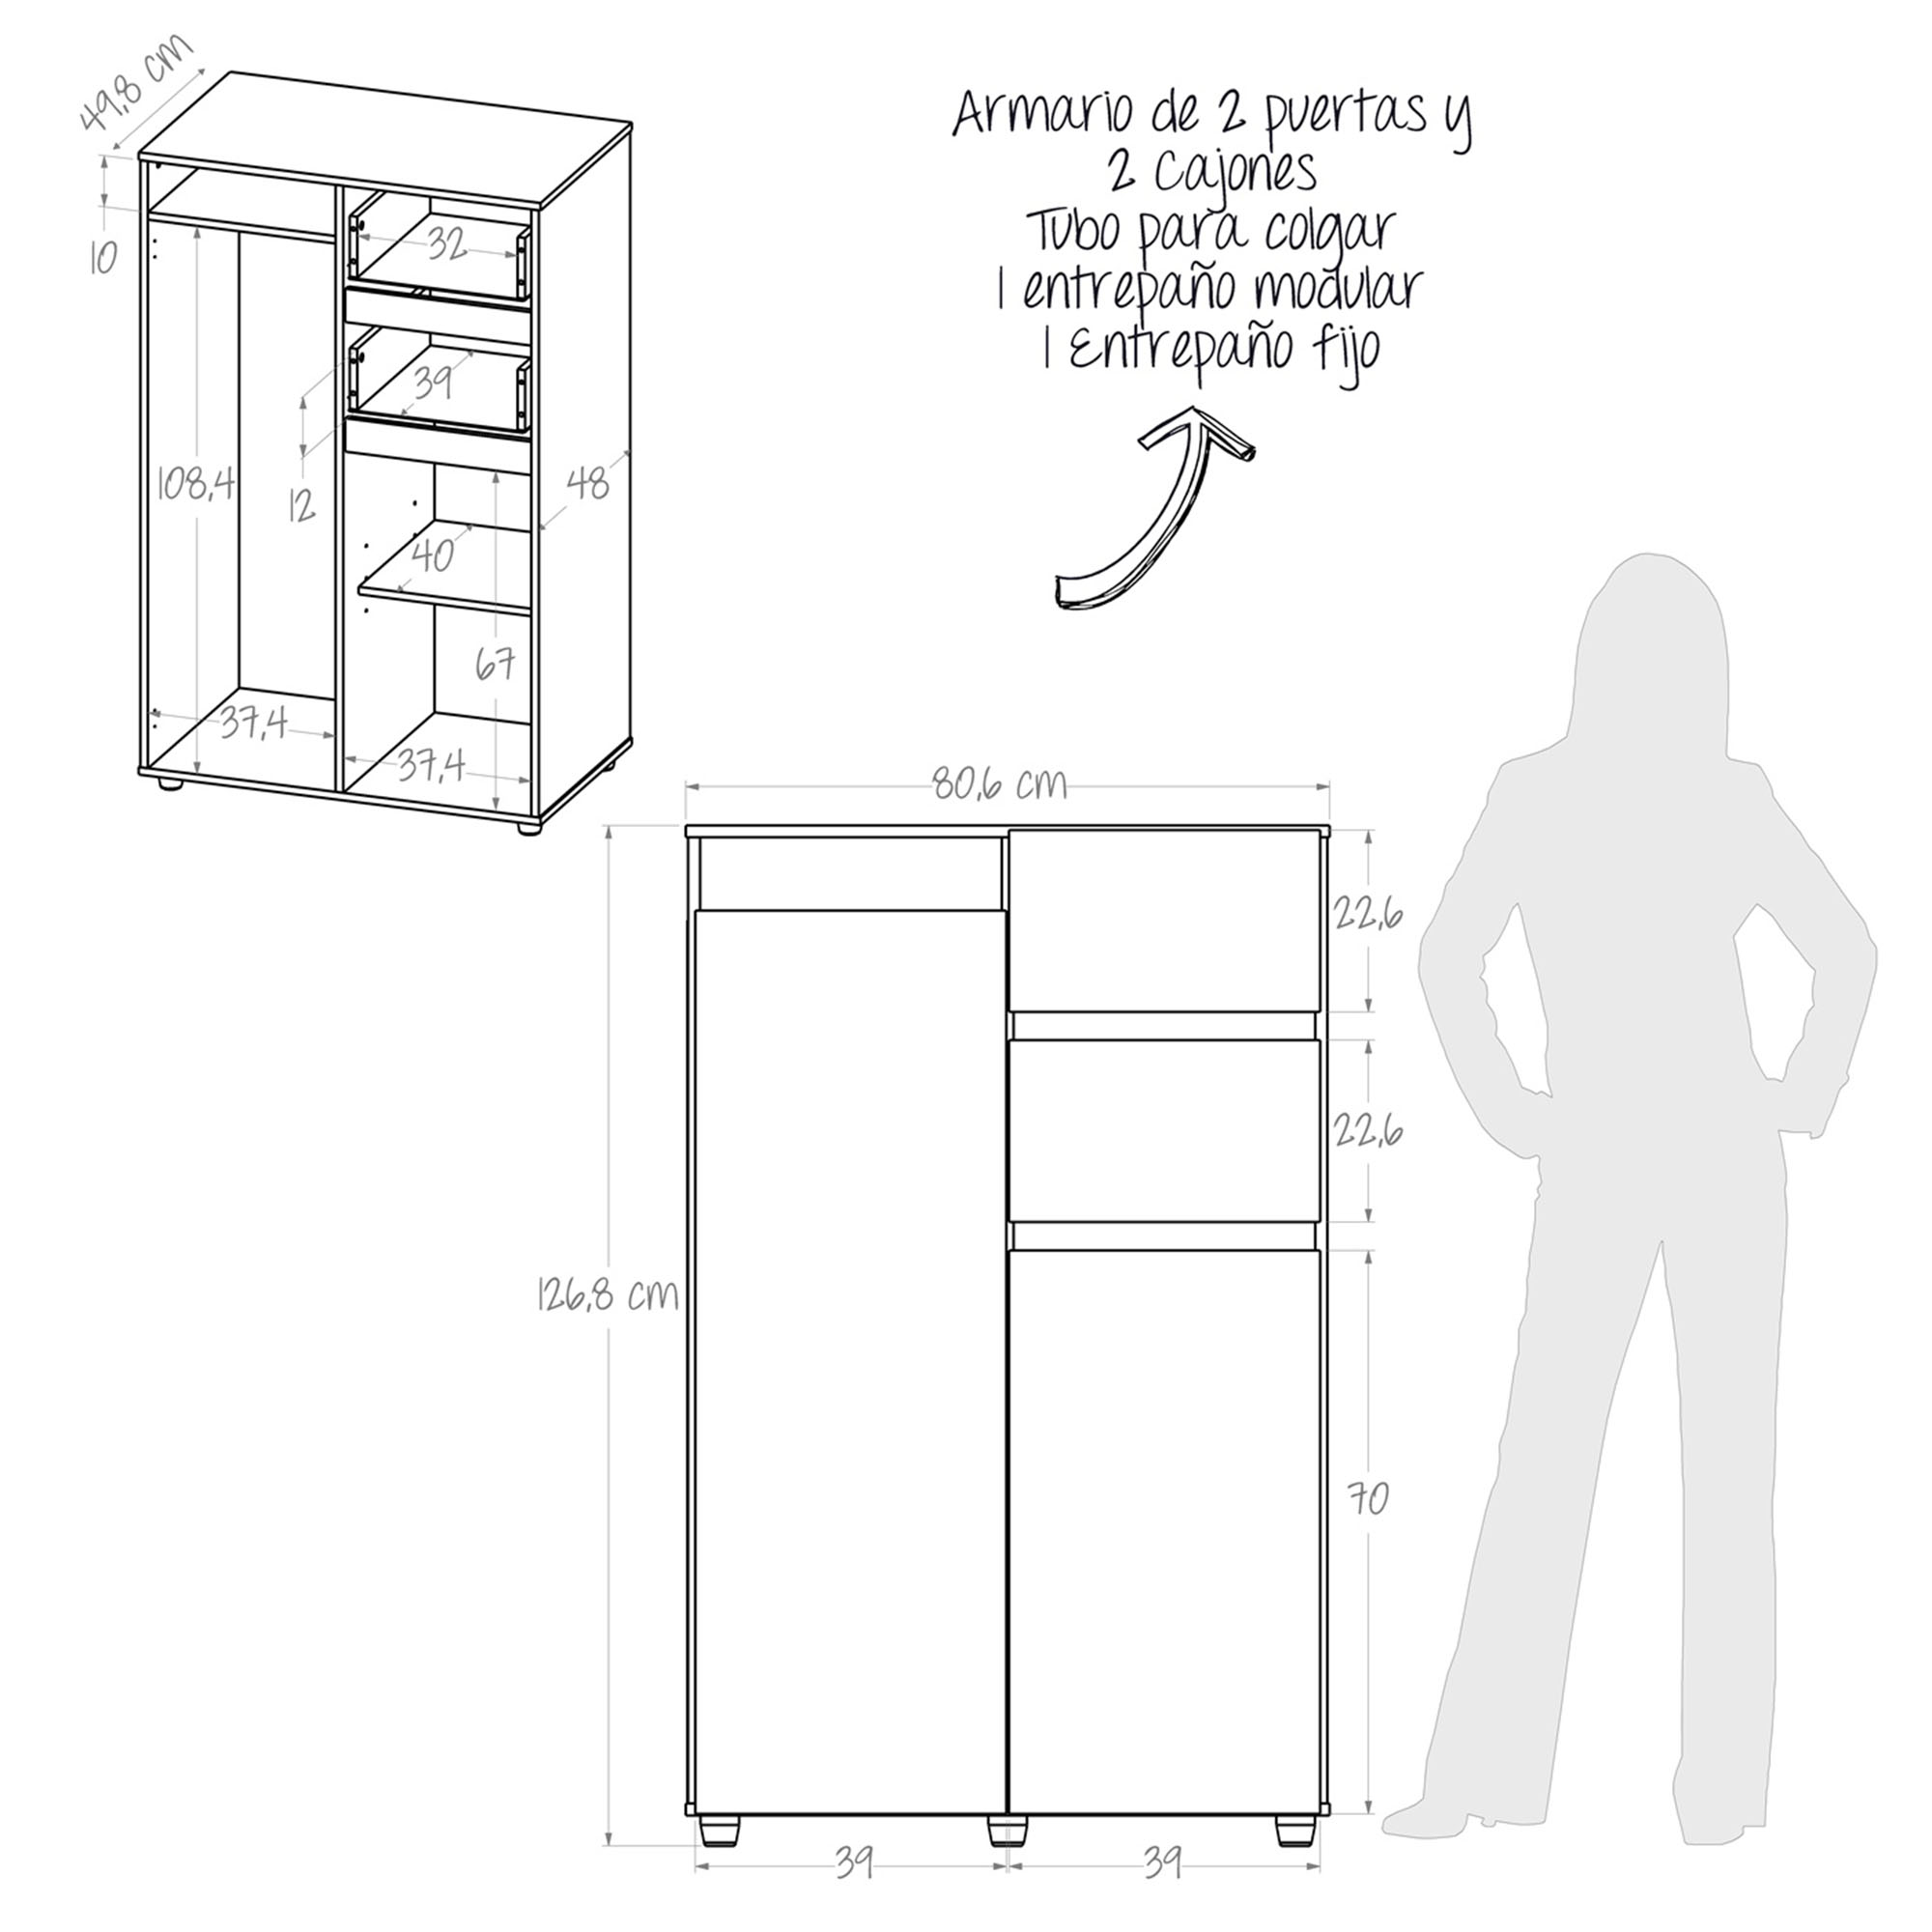 49,8 cm
10
32
39
108,4
12
48
40
67
37,4
37,4
Armario de 2 puertas y
2 Cajones
Tubo para colgar
1 entrepaño modular
1 Entrepaño fijo
80,6 cm
22,6
22,6
126,8 cm
70
39
39